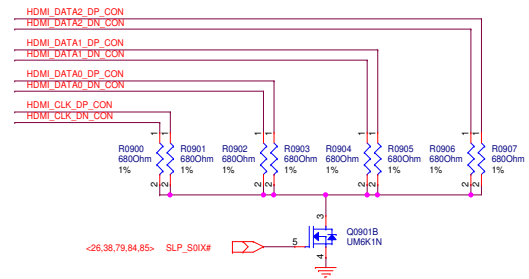 HDMI_DATA2_DP_CON
HDMI_DATA2_DN_CON
HDMI_DATA1_DP_CON
HDMI_DATA1_DN_CON
HDMI_DATA0_DP_CON
HDMI_DATA0_DN_CON
HDMI_CLK_DP_CON
HDMI_CLK_DN_CON
1 1 1 1 1 1 1 1
R0900 R0901 R0902 R0903 R0904 R0905 R0906 R0907
680Ohm 680Ohm 680Ohm 680Ohm 680Ohm 680Ohm 680Ohm 680Ohm
1% 1% 1% 1% 1% 1% 1% 1%
2 2 2 2 2 2 2 2
3
Q0901B
<26,38,79,84,85> SLP_S0IX# 5 UM6K1N
4